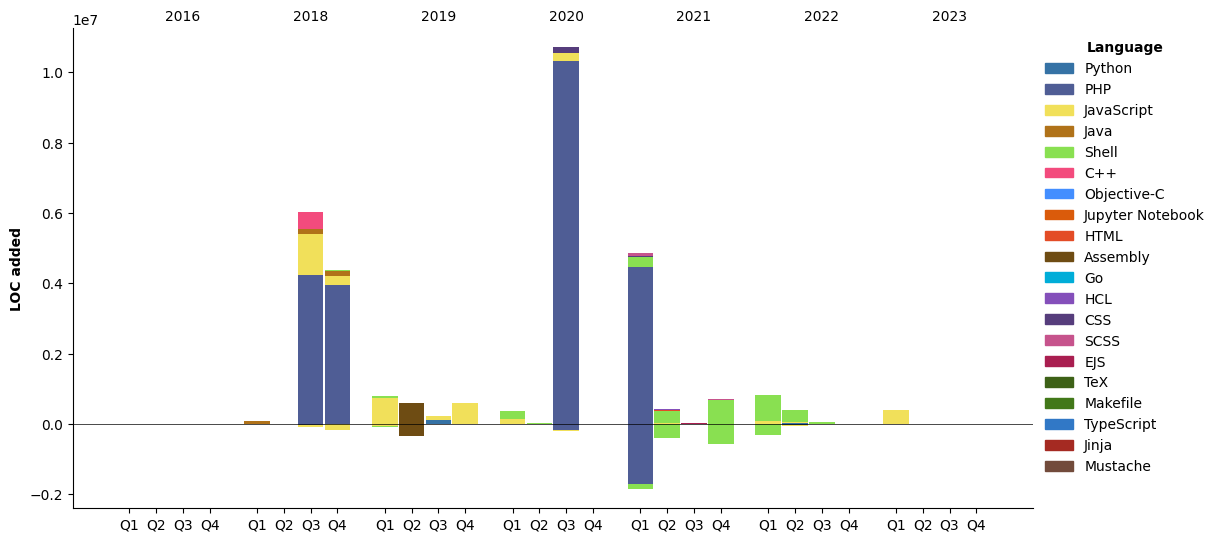 2016 2018 2019 2020 2021 2022 2023
1e7
1.0
0.8
0.6
0.4
0.2
0.0
−0.2
LOC added
Q1 Q2 Q3 Q4 Q1 Q2 Q3 Q4 Q1 Q2 Q3 Q4 Q1 Q2 Q3 Q4 Q1 Q2 Q3 Q4 Q1 Q2 Q3 Q4 Q1 Q2 Q3 Q4
Language
Python
PHP
JavaScript
Java
Shell
C++
Objective-C
Jupyter Notebook
HTML
Assembly
Go
HCL
CSS
SCSS
EJS
TeX
Makefile
TypeScript
Jinja
Mustache